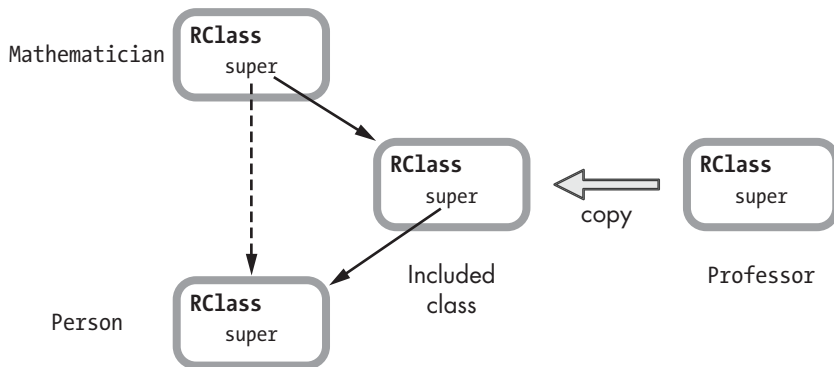 Mathematician
RClass
super
RClass
super
copy
RClass
super
Included
class
Professor
Person
RClass
super